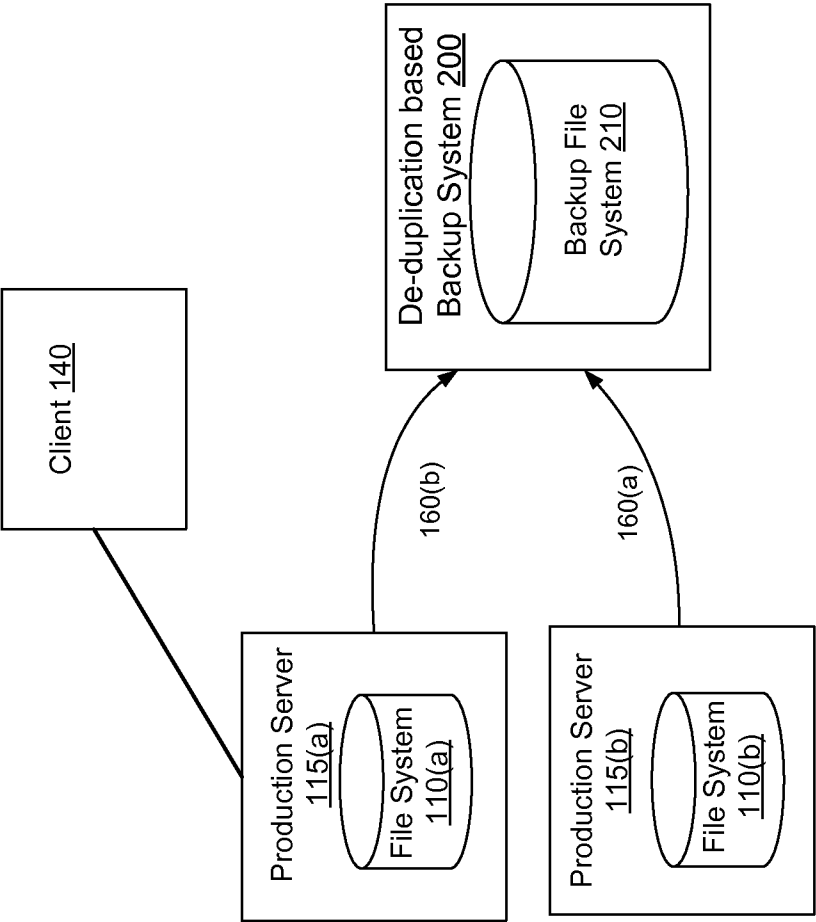 Client 140
De-duplication based
Backup System 200
Backup File
System 210
160(b)
160(a)
Production Server
115(a)
File System
110(a)
Production Server
115(b)
File System
110(b)